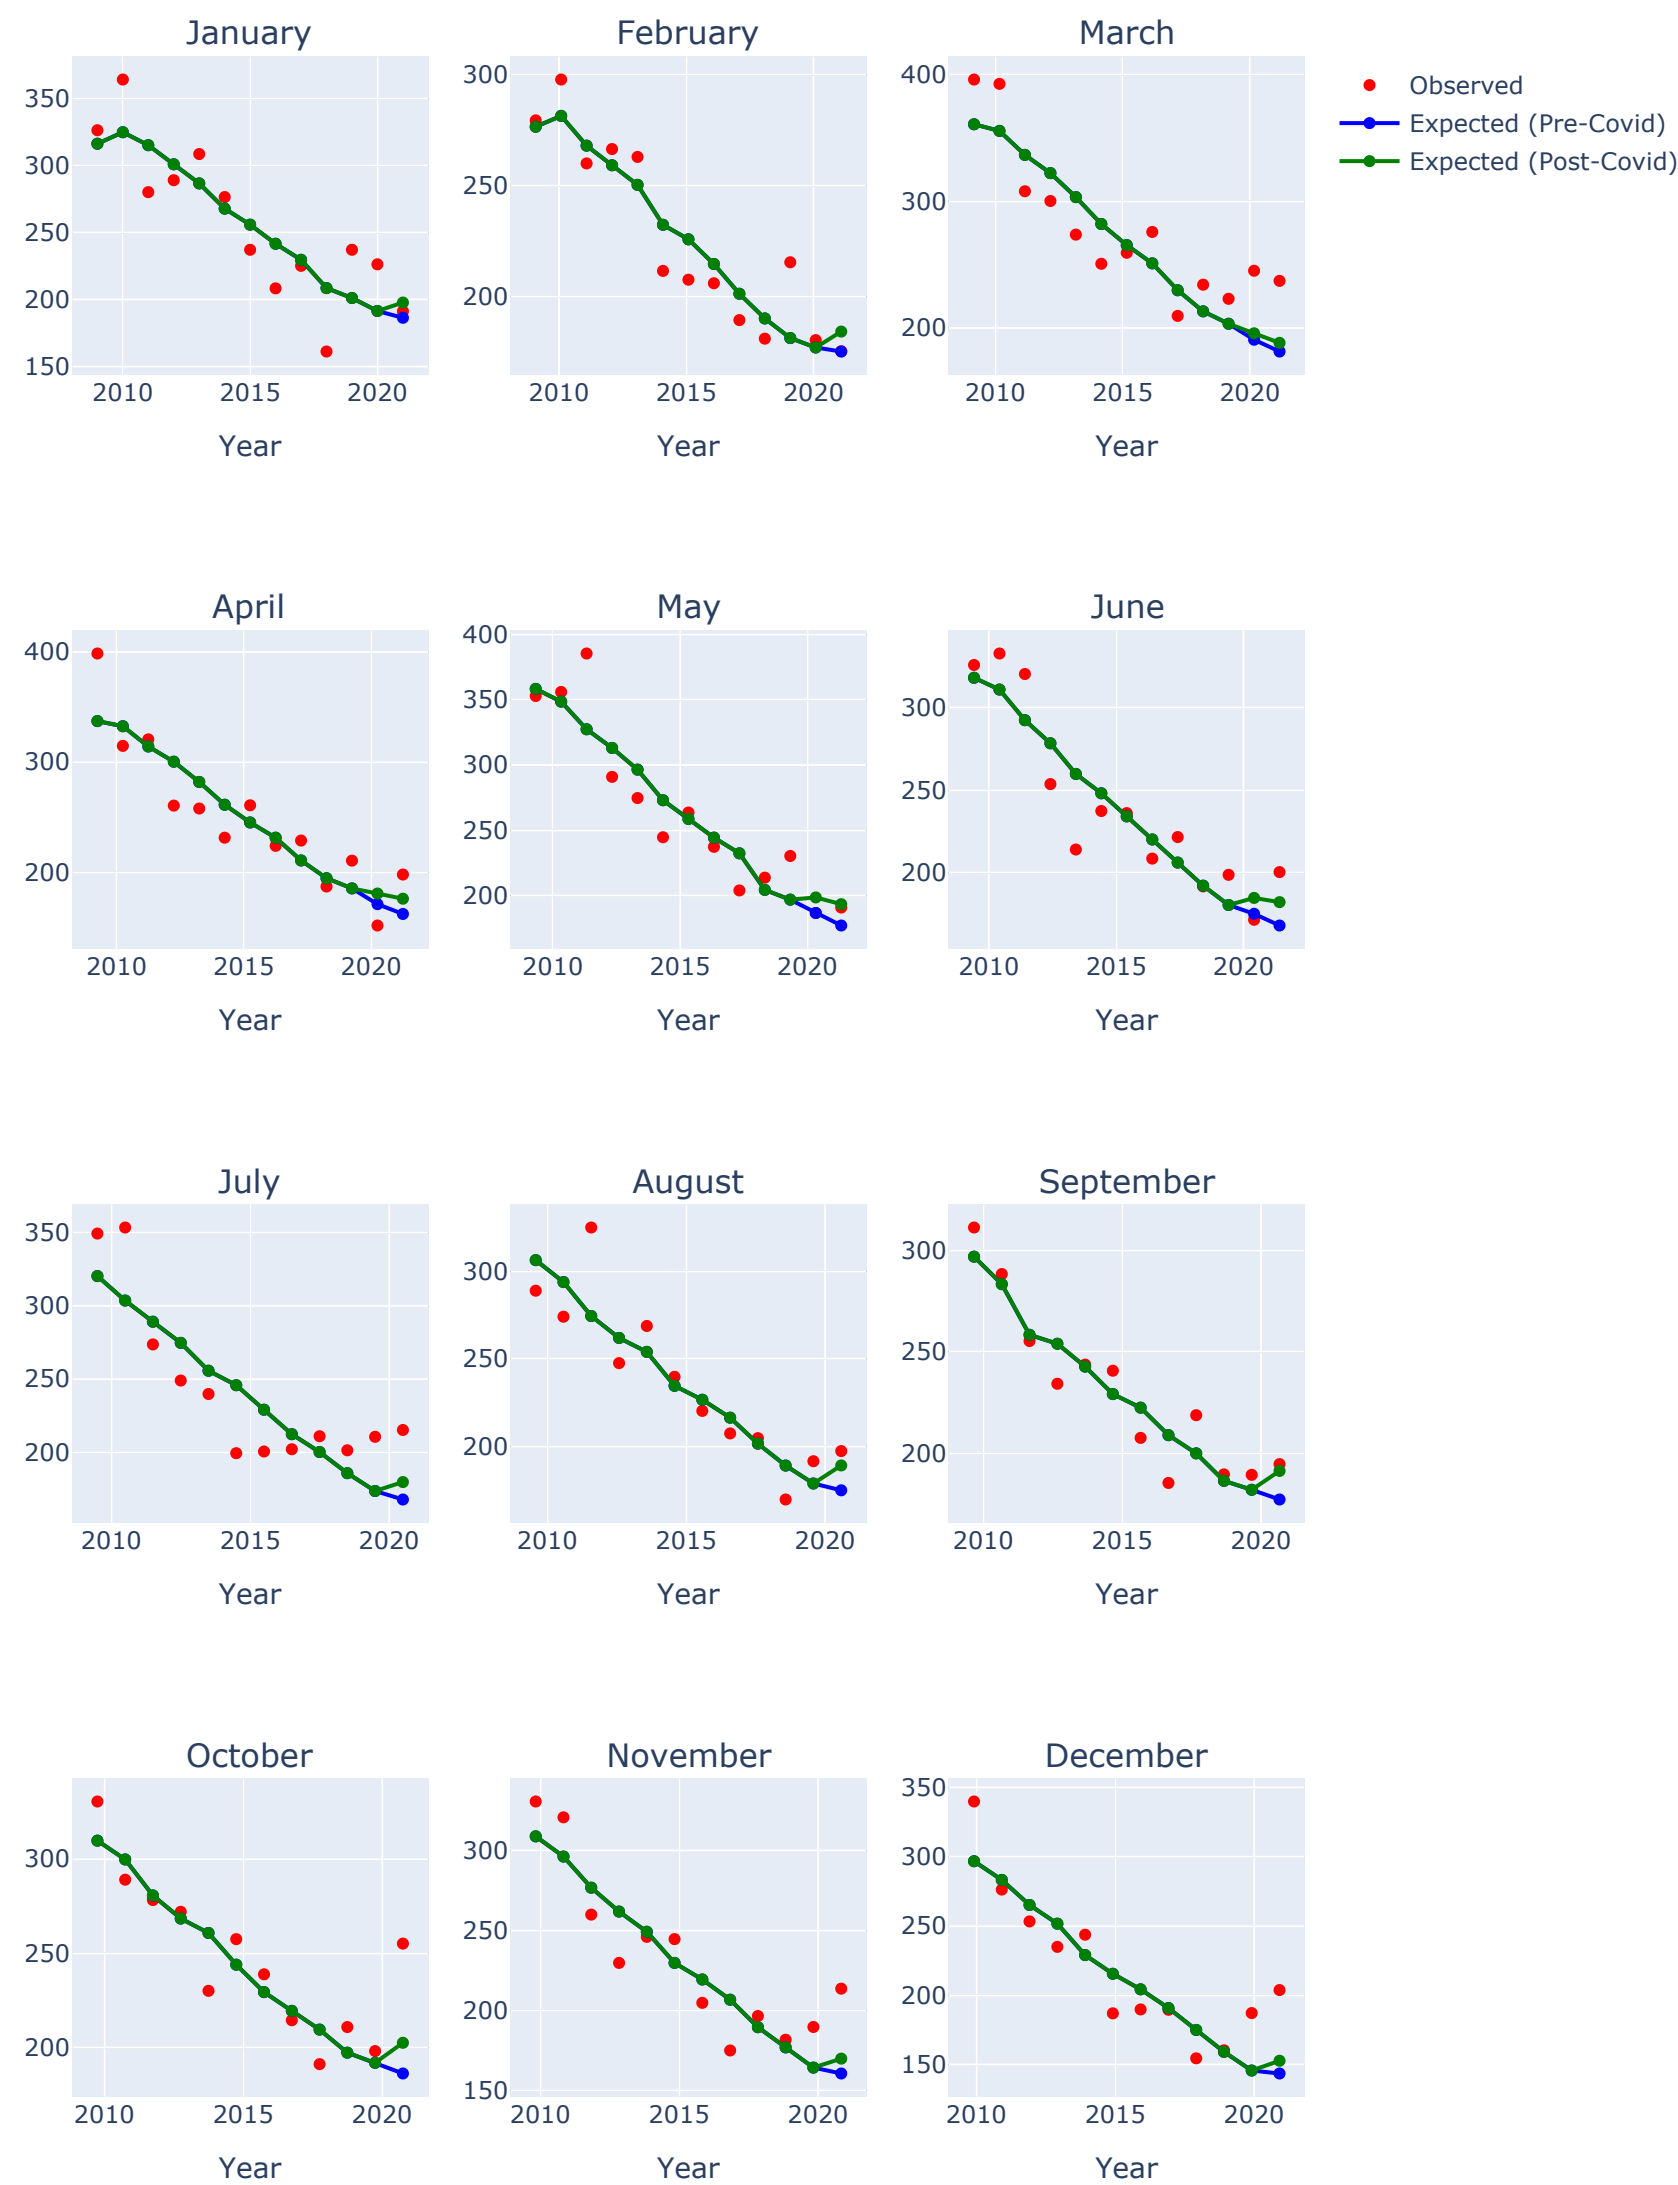 January
February
March
Observed
Expected (Pre-Covid)
Expected (Post-Covid)
350
300
250
200
150
2010
2015
2020
Year
300
250
200
2010
2015
2020
Year
400
300
200
2010
2015
2020
Year
April
May
June
400
300
200
2010
2015
2020
Year
400
350
300
250
200
2010
2015
2020
Year
300
250
200
2010
2015
2020
Year
July
August
September
350
300
250
200
2010
2015
2020
Year
300
250
200
2010
2015
2020
Year
300
250
200
2010
2015
2020
Year
October
November
December
300
250
200
2010
2015
2020
Year
300
250
200
150
2010
2015
2020
Year
350
300
250
200
150
2010
2015
2020
Year